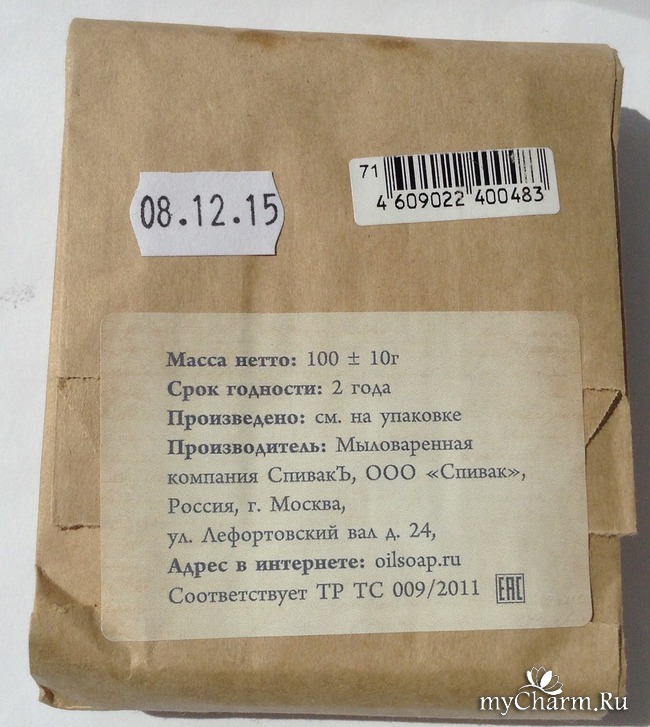 08.12.15
71
4 609022 400483
Масса нетто: 100 ± 10г
Срок годности: 2 года
Произведено: см. на упаковке
Производитель: Мыловаренная
компания СпивакЪ, ООО «Спивак»,
Россия, г. Москва,
ул. Лефортовский вал д. 24,
Адрес в интернете: oilsoap.ru
Соответствует ТР ТС 009/2011 EAC
myCharm.Ru